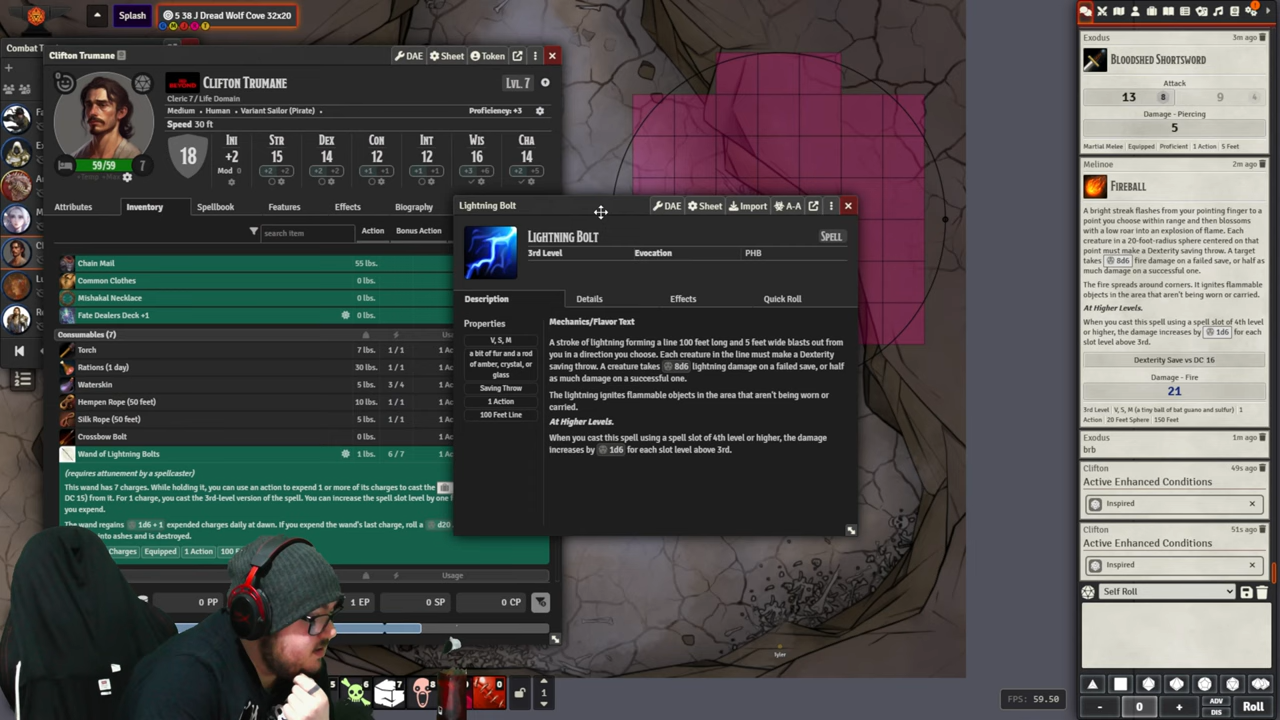 Splash
5 38 J Dread Wolf Cove 32x20
Clifton Trumane
DAE
Sheet
Token
Clifton Trumane
Lvl. 7
Cleric 7 / Life Domain
Medium • Human • Variant Sailor (Pirate)
Proficiency: +3
Speed 30 ft
59/59
7
18
Ini
+2
Mod 0
Str
15
+2 +2
Dex
14
+2 +2
Con
12
+1 +1
Int
12
+1 +1
Wis
16
+3 +6
Cha
14
+2 +5
Attributes
Inventory
Spellbook
Features
Effects
Biography
search item
Action
Bonus Action
Chain Mail 55 lbs.
Common Clothes 0 lbs.
Mishakal Necklace 0 lbs.
Fate Dealers Deck +1 0 lbs.
Consumables (7)
Torch 7 lbs. 1 / 1
Rations (1 day) 30 lbs. 1 / 1
Waterskin 5 lbs. 3 / 4
Hempen Rope (50 feet) 10 lbs. 1 / 1
Silk Rope (50 feet) 5 lbs. 1 / 1
Crossbow Bolt 0 lbs.
Wand of Lightning Bolts 1 lbs. 6 / 7
(requires attunement by a spellcaster)
This wand has 7 charges. While holding it, you can use an action to expend 1 or more of its charges to cast the
DC 15) from it. For 1 charge, you cast the 3rd-level version of the spell. You can increase the spell slot level by one
you expend.
The wand regains 1d6 + 1 expended charges daily at dawn. If you expend the wand's last charge, roll a d20
into ashes and is destroyed.
Charges Equipped 1 Action
Usage
0 PP
1 EP
0 SP
0 CP
Lightning Bolt
DAE
Sheet
Import
A-A
Lightning Bolt
Spell
3rd Level
Evocation
PHB
Description
Details
Effects
Quick Roll
Properties
V, S, M
a bit of fur and a rod
of amber, crystal, or
glass
Saving Throw
1 Action
100 Feet Line
Mechanics/Flavor Text
A stroke of lightning forming a line 100 feet long and 5 feet wide blasts out from
you in a direction you choose. Each creature in the line must make a Dexterity
saving throw. A creature takes 8d6 lightning damage on a failed save, or half
as much damage on a successful one.
The lightning ignites flammable objects in the area that aren't being worn or
carried.
At Higher Levels.
When you cast this spell using a spell slot of 4th level or higher, the damage
increases by 1d6 for each slot level above 3rd.
Tyler
FPS: 59.50
Exodus 3m ago
Bloodshed Shortsword
Attack
13 8 9 4
Damage - Piercing
5
Martial Melee | Equipped | Proficient | 1 Action | 5 Feet
Melinoe 2m ago
Fireball
A bright streak flashes from your pointing finger to a
point you choose within range and then blossoms
with a low roar into an explosion of flame. Each
creature in a 20-foot-radius sphere centered on that
point must make a Dexterity saving throw. A target
takes 8d6 fire damage on a failed save, or half as
much damage on a successful one.
The fire spreads around corners. It ignites flammable
objects in the area that aren't being worn or carried.
At Higher Levels.
When you cast this spell using a spell slot of 4th level
or higher, the damage increases by 1d6 for each
slot level above 3rd.
Dexterity Save vs DC 16
Damage - Fire
21
3rd Level | V, S, M (a tiny ball of bat guano and sulfur) | 1
Action | 20 Feet Sphere | 150 Feet
Exodus 1m ago
brb
Clifton 49s ago
Active Enhanced Conditions
Inspired
Clifton 51s ago
Active Enhanced Conditions
Inspired
Self Roll
0
ADV
DIS
Roll